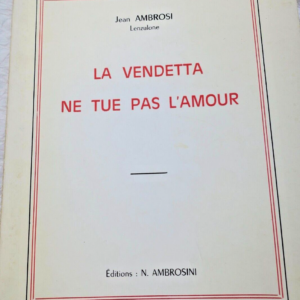 Jean AMBROSI
Lenzulone
LA VENDETTA
NE TUE PAS L'AMOUR
Éditions : N. AMBROSINI